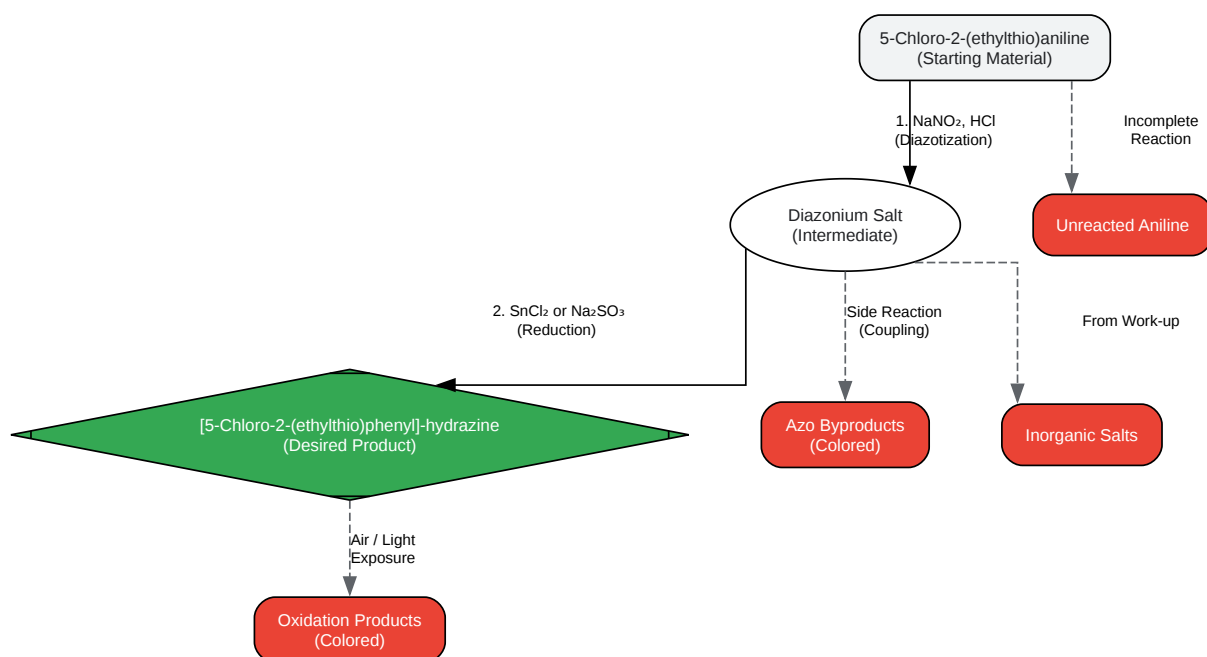 5-Chloro-2-(ethylthio)aniline
(Starting Material)
1. NaNO₂, HCl
(Diazotization)
Incomplete
Reaction
Diazonium Salt
(Intermediate)
Unreacted Aniline
2. SnCl₂ or Na₂SO₃
(Reduction)
Side Reaction
(Coupling)
From Work-up
[5-Chloro-2-(ethylthio)phenyl]-hydrazine
(Desired Product)
Azo Byproducts
(Colored)
Inorganic Salts
Air / Light
Exposure
Oxidation Products
(Colored)